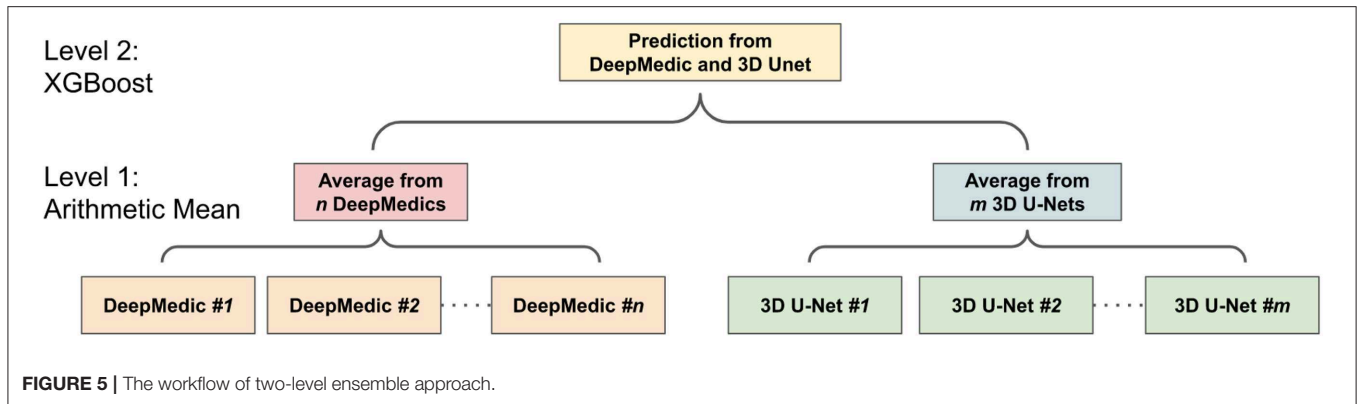 Level 2:
XGBoost
Prediction from
DeepMedic and 3D Unet
Level 1:
Arithmetic Mean
Average from
n DeepMedics
Average from
m 3D U-Nets
DeepMedic #1
DeepMedic #2
DeepMedic #n
3D U-Net #1
3D U-Net #2
3D U-Net #m
FIGURE 5 | The workflow of two-level ensemble approach.